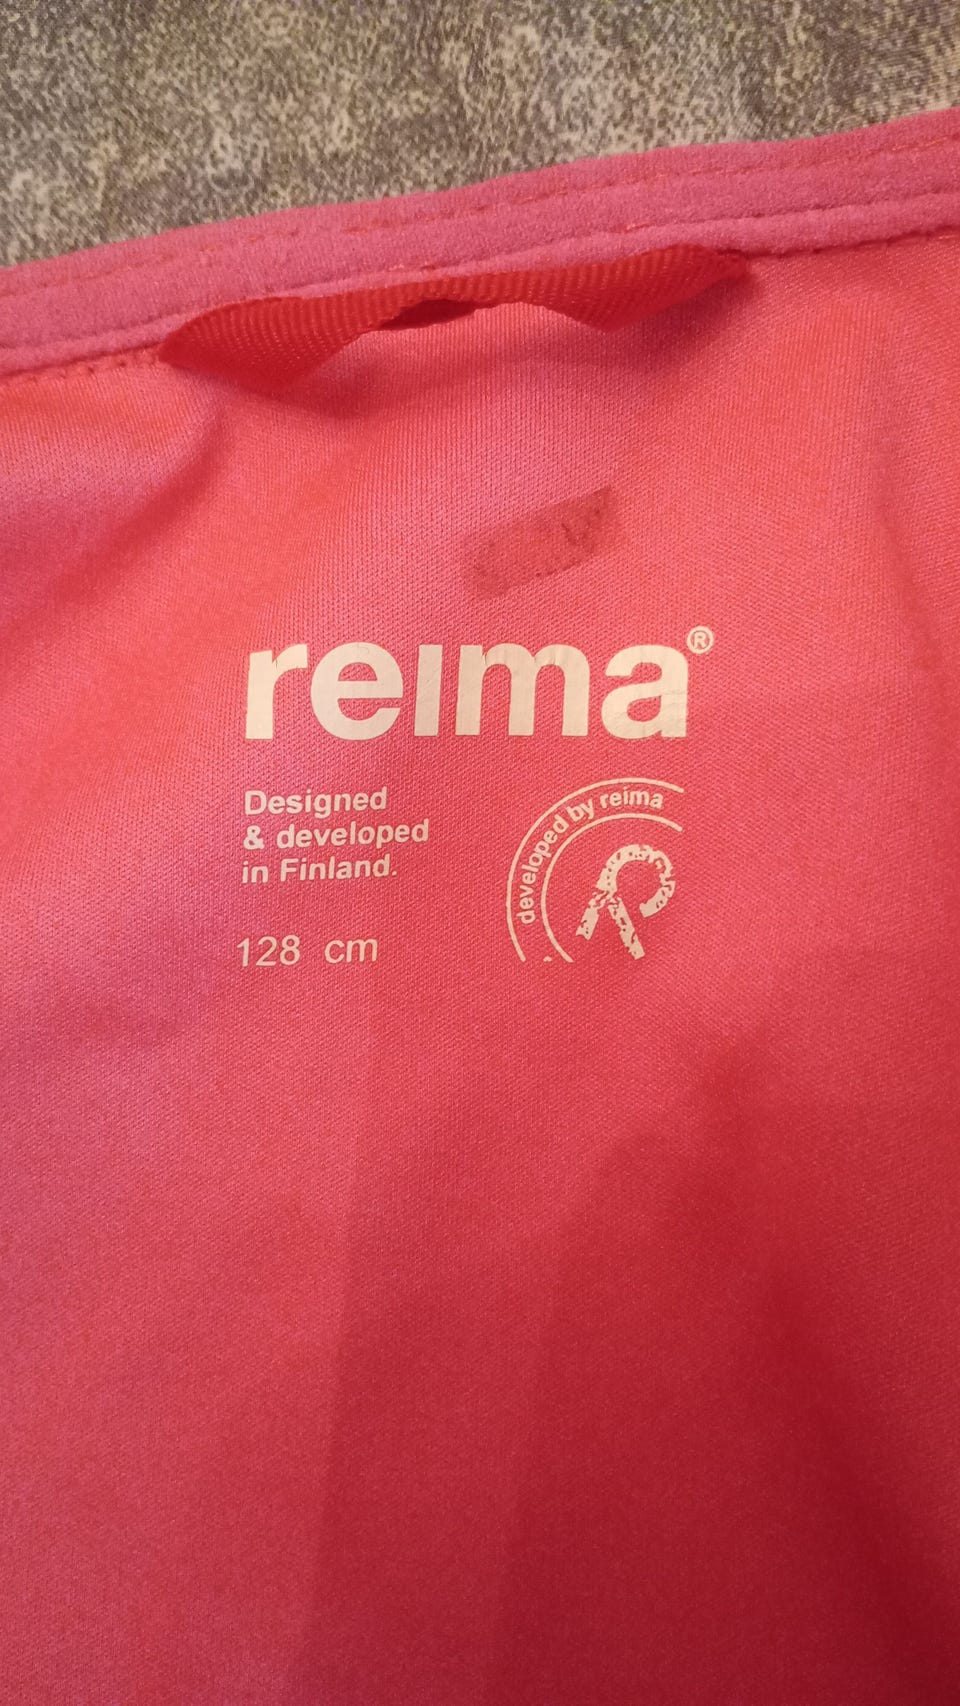 reima®
Designed
& developed
in Finland.
128 cm
developed by reima
R